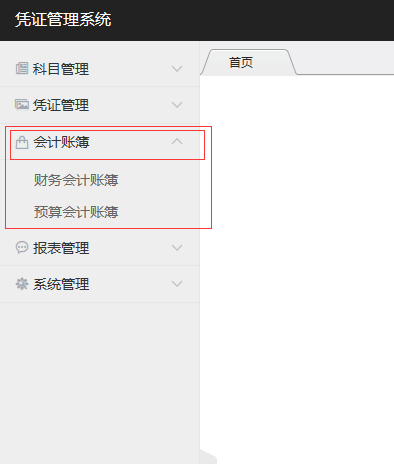 凭证管理系统
首页
科目管理
凭证管理
会计账簿
财务会计账簿
预算会计账簿
报表管理
系统管理